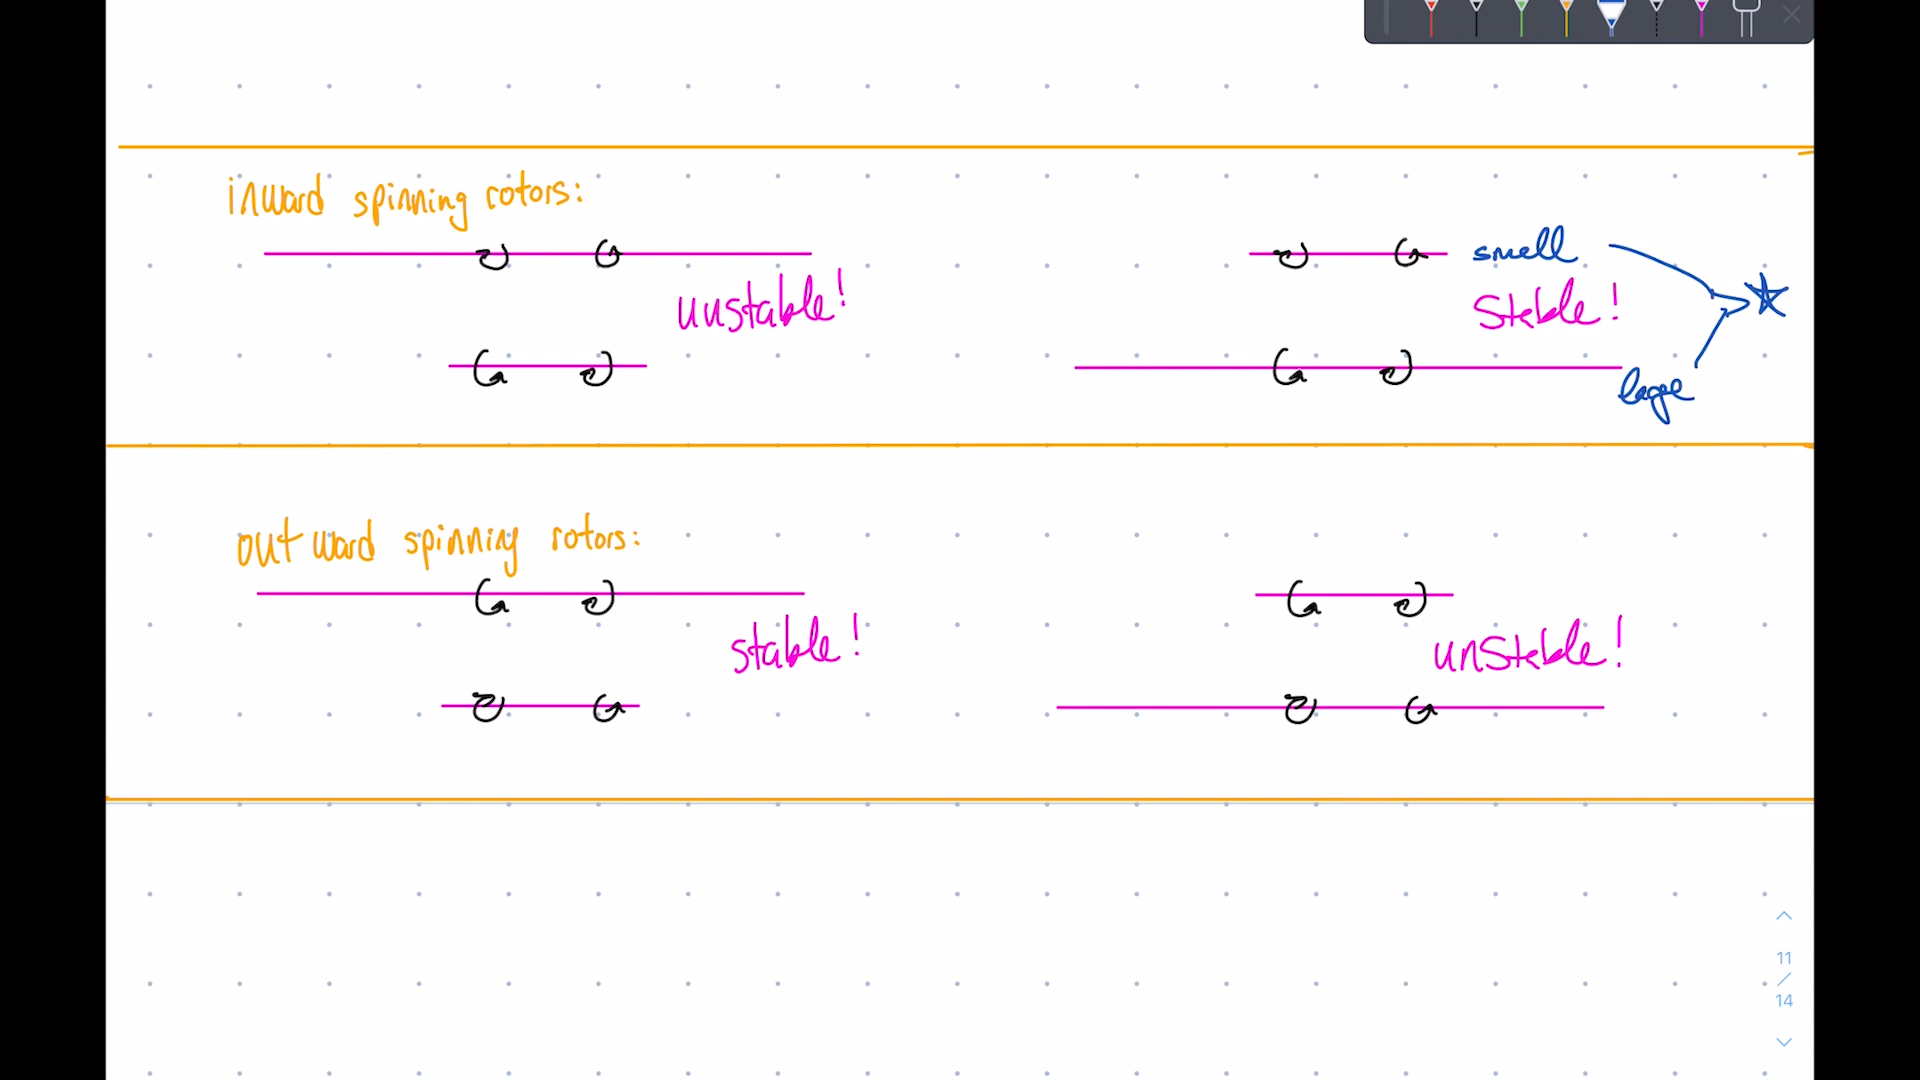 inward spinning rotors:
small
unstable!
Stable!
large
outward spinning rotors:
stable!
unstable!
11
/
14